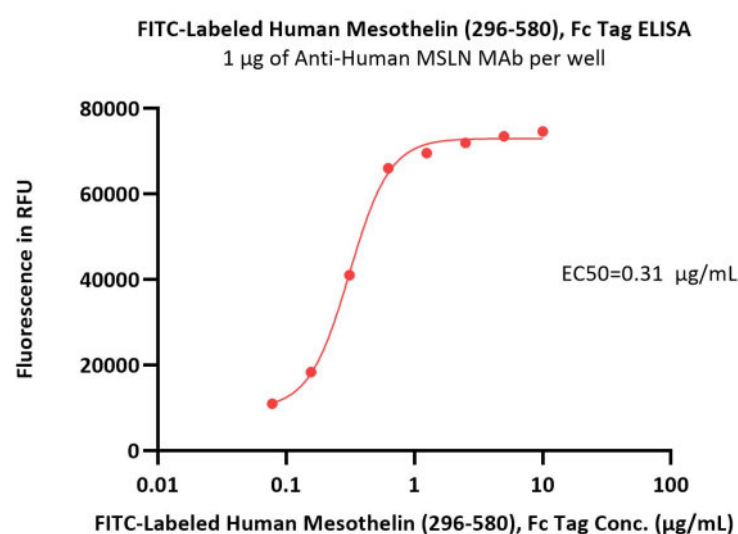 FITC-Labeled Human Mesothelin (296-580), Fc Tag ELISA
1 μg of Anti-Human MSLN MAb per well
80000
60000
40000
20000
0
Fluorescence in RFU
EC50=0.31 μg/mL
0.01
0.1
1
10
100
FITC-Labeled Human Mesothelin (296-580), Fc Tag Conc. (μg/mL)